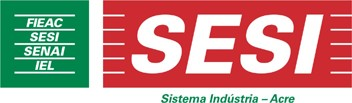 FIEAC
SESI
SENAI
IEL
SESI
Sistema Indústria – Acre